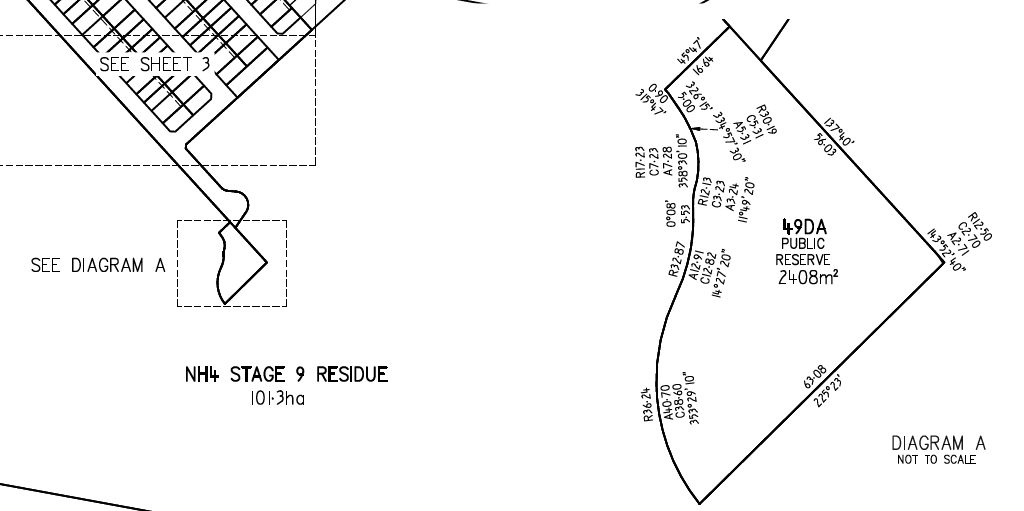 SEE SHEET 3
SEE DIAGRAM A
NH4 STAGE 9 RESIDUE
101·3ha
45°47'
16·64
0·90
315°47'
326°15'
5·00
R30·19
C5·31
A5·31
334°57'30"
137°40'
56·03
R17·23
C7·23
A7·28
358°30'10"
R12·13
C3·23
A3·24
11°49'20"
0°08'
5·53
49DA
PUBLIC
RESERVE
2408m²
R12·50
C2·70
A2·71
143°52'40"
R32·87
A12·91
C12·82
14°27'20"
R36·24
A40·70
C38·60
353°29'10"
63·08
225°23'
DIAGRAM A
NOT TO SCALE